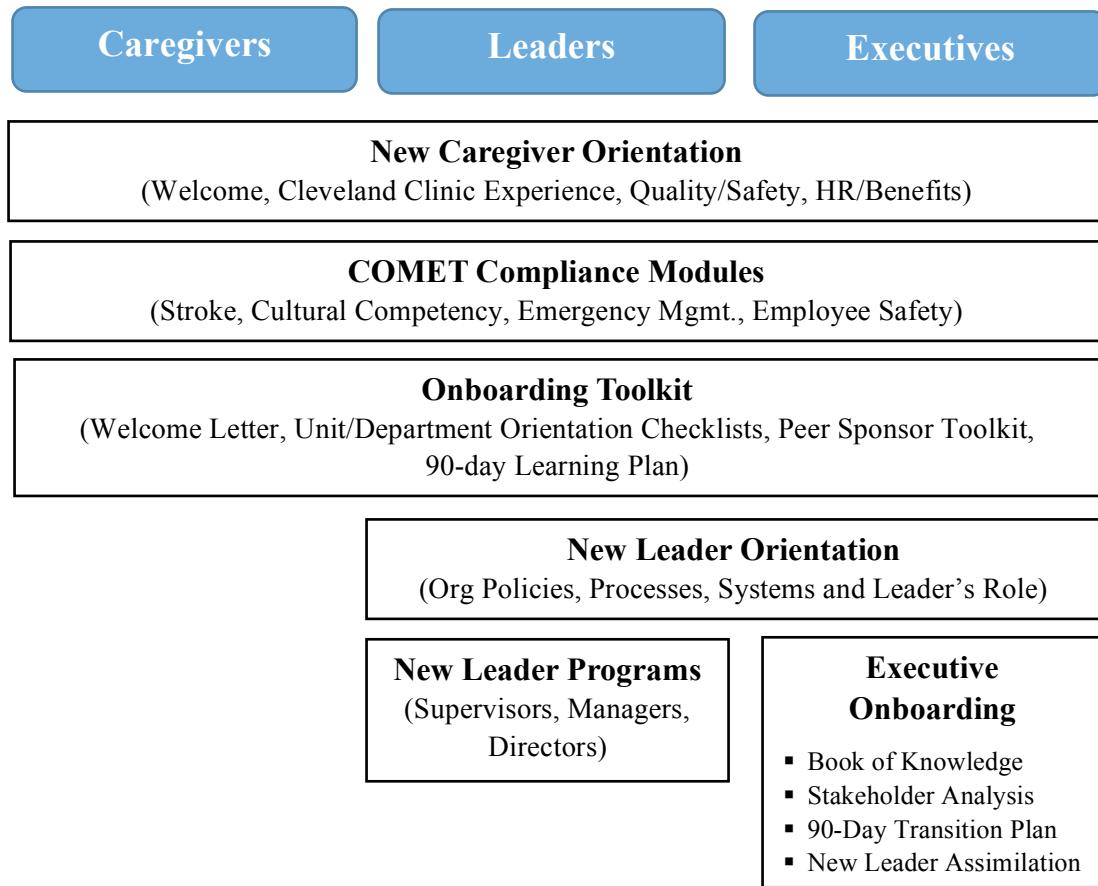 Caregivers
Leaders
Executives
New Caregiver Orientation
(Welcome, Cleveland Clinic Experience, Quality/Safety, HR/Benefits)
COMET Compliance Modules
(Stroke, Cultural Competency, Emergency Mgmt., Employee Safety)
Onboarding Toolkit
(Welcome Letter, Unit/Department Orientation Checklists, Peer Sponsor Toolkit,
90-day Learning Plan)
New Leader Orientation
(Org Policies, Processes, Systems and Leader’s Role)
New Leader Programs
(Supervisors, Managers,
Directors)
Executive
Onboarding
▪ Book of Knowledge
▪ Stakeholder Analysis
▪ 90-Day Transition Plan
▪ New Leader Assimilation